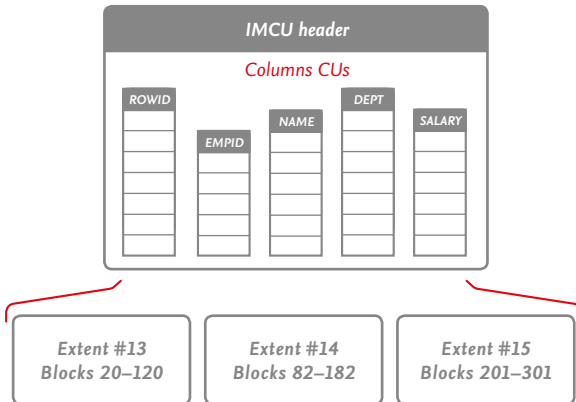 IMCU header
Columns CUs
ROWID
EMPID
NAME
DEPT
SALARY
Extent #13
Blocks 20–120
Extent #14
Blocks 82–182
Extent #15
Blocks 201–301